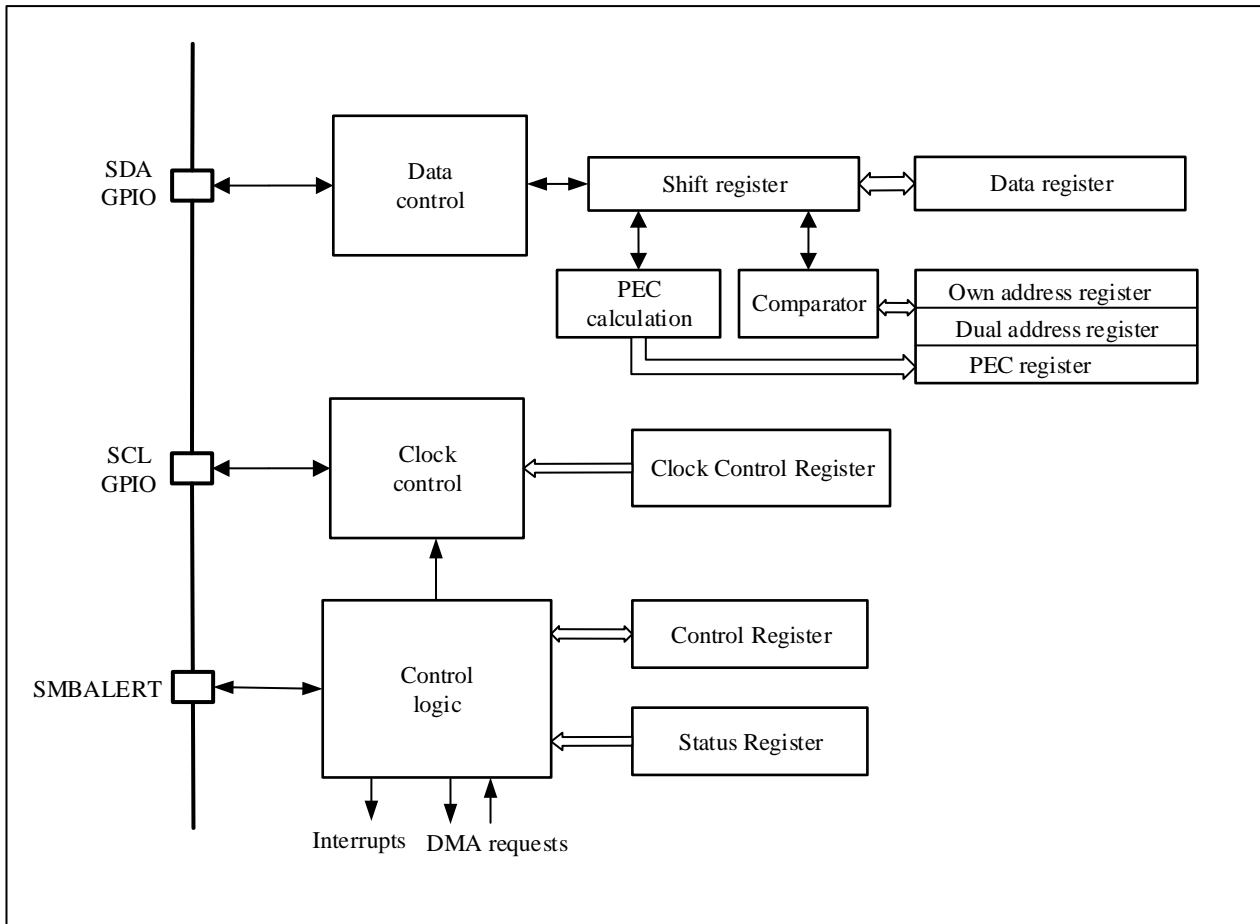 SDA
GPIO
Data
control
Shift register
Data register
PEC
calculation
Comparator
Own address register
Dual address register
PEC register
SCL
GPIO
Clock
control
Clock Control Register
SMBALERT
Control
logic
Control Register
Status Register
Interrupts
DMA requests